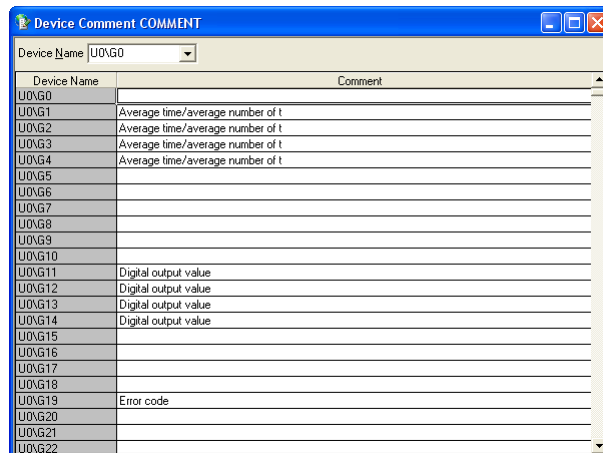 Device Comment COMMENT
Device Name U0\G0
Device Name Comment
U0\G0
U0\G1 Average time/average number of t
U0\G2 Average time/average number of t
U0\G3 Average time/average number of t
U0\G4 Average time/average number of t
U0\G5
U0\G6
U0\G7
U0\G8
U0\G9
U0\G10
U0\G11 Digital output value
U0\G12 Digital output value
U0\G13 Digital output value
U0\G14 Digital output value
U0\G15
U0\G16
U0\G17
U0\G18
U0\G19 Error code
U0\G20
U0\G21
U0\G22